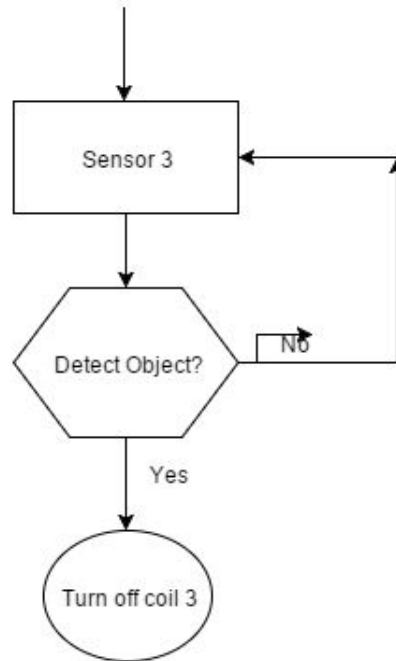 Sensor 3
Detect Object?
No
Yes
Turn off coil 3